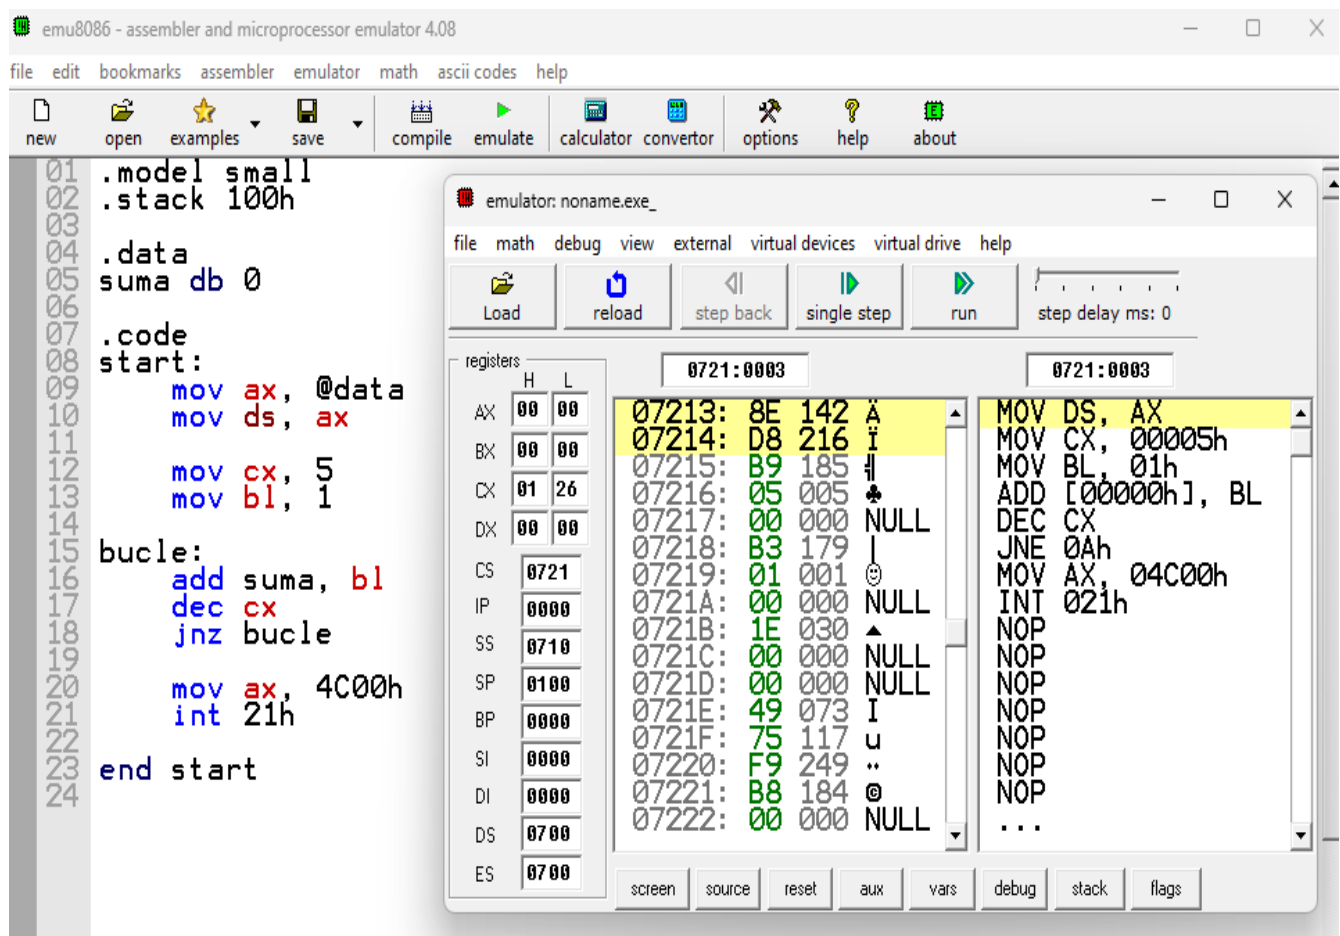 emu8086 - assembler and microprocessor emulator 4.08
file edit bookmarks assembler emulator math ascii codes help
new open examples save compile emulate calculator convertor options help about
01 .model small
02 .stack 100h
03
04 .data
05 suma db 0
06
07 .code
08 start:
09 mov ax, @data
10 mov ds, ax
11
12 mov cx, 5
13 mov bl, 1
14
15 bucle:
16 add suma, bl
17 dec cx
18 jnz bucle
19
20 mov ax, 4C00h
21 int 21h
22
23 end start
24
emulator: noname.exe_
file math debug view external virtual devices virtual drive help
Load reload step back single step run step delay ms: 0
registers
H L
AX 00 00
BX 00 00
CX 01 26
DX 00 00
CS 0721
IP 0000
SS 0710
SP 0100
BP 0000
SI 0000
DI 0000
DS 0700
ES 0700
0721:0003
07213: 8E 142 Ä
07214: D8 216 Ï
07215: B9 185 ╣
07216: 05 005 ♣
07217: 00 000 NULL
07218: B3 179 │
07219: 01 001 ☺
0721A: 00 000 NULL
0721B: 1E 030 ▲
0721C: 00 000 NULL
0721D: 00 000 NULL
0721E: 49 073 I
0721F: 75 117 u
07220: F9 249 ¨
07221: B8 184 ©
07222: 00 000 NULL
0721:0003
MOV DS, AX
MOV CX, 00005h
MOV BL, 01h
ADD [00000h], BL
DEC CX
JNE 0Ah
MOV AX, 04C00h
INT 021h
NOP
NOP
NOP
NOP
NOP
NOP
NOP
...
screen source reset aux vars debug stack flags